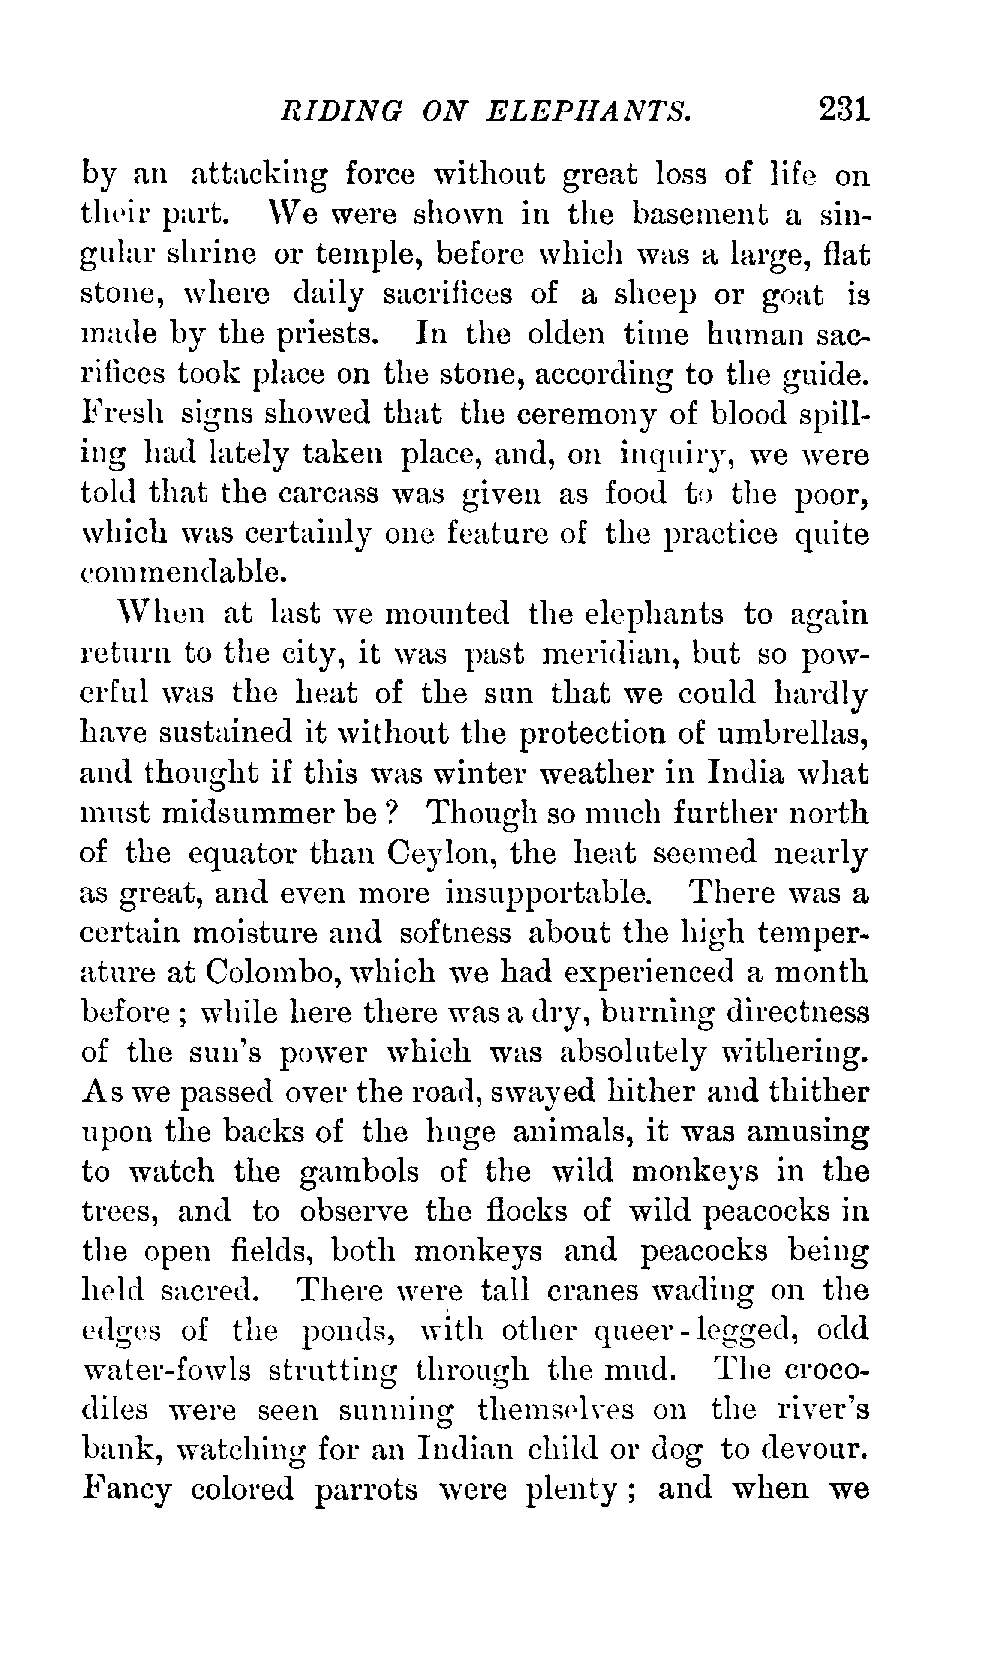 RIDING ON ELEPHANTS. 231
by an attacking force without great loss of life on
their part. We were shown in the basement a sin-
gular shrine or temple, before which was a large, flat
stone, where daily sacrifices of a sheep or goat is
made by the priests. In the olden time human sac-
rifices took place on the stone, according to the guide.
Fresh signs showed that the ceremony of blood spill-
ing had lately taken place, and, on inquiry, we were
told that the carcass was given as food to the poor,
which was certainly one feature of the practice quite
commendable.
When at last we mounted the elephants to again
return to the city, it was past meridian, but so pow-
erful was the heat of the sun that we could hardly
have sustained it without the protection of umbrellas,
and thought if this was winter weather in India what
must midsummer be ? Though so much further north
of the equator than Ceylon, the heat seemed nearly
as great, and even more insupportable. There was a
certain moisture and softness about the high temper-
ature at Colombo, which we had experienced a month
before ; while here there was a dry, burning directness
of the sun's power which was absolutely withering.
As we passed over the road, swayed hither and thither
upon the backs of the huge animals, it was amusing
to watch the gambols of the wild monkeys in the
trees, and to observe the flocks of wild peacocks in
the open fields, both monkeys and peacocks being
held sacred. There were tall cranes wading on the
edges of the ponds, with other queer-legged, odd
water-fowls strutting through the mud. The croco-
diles were seen sunning themselves on the river's
bank, watching for an Indian child or dog to devour.
Fancy colored parrots were plenty ; and when we